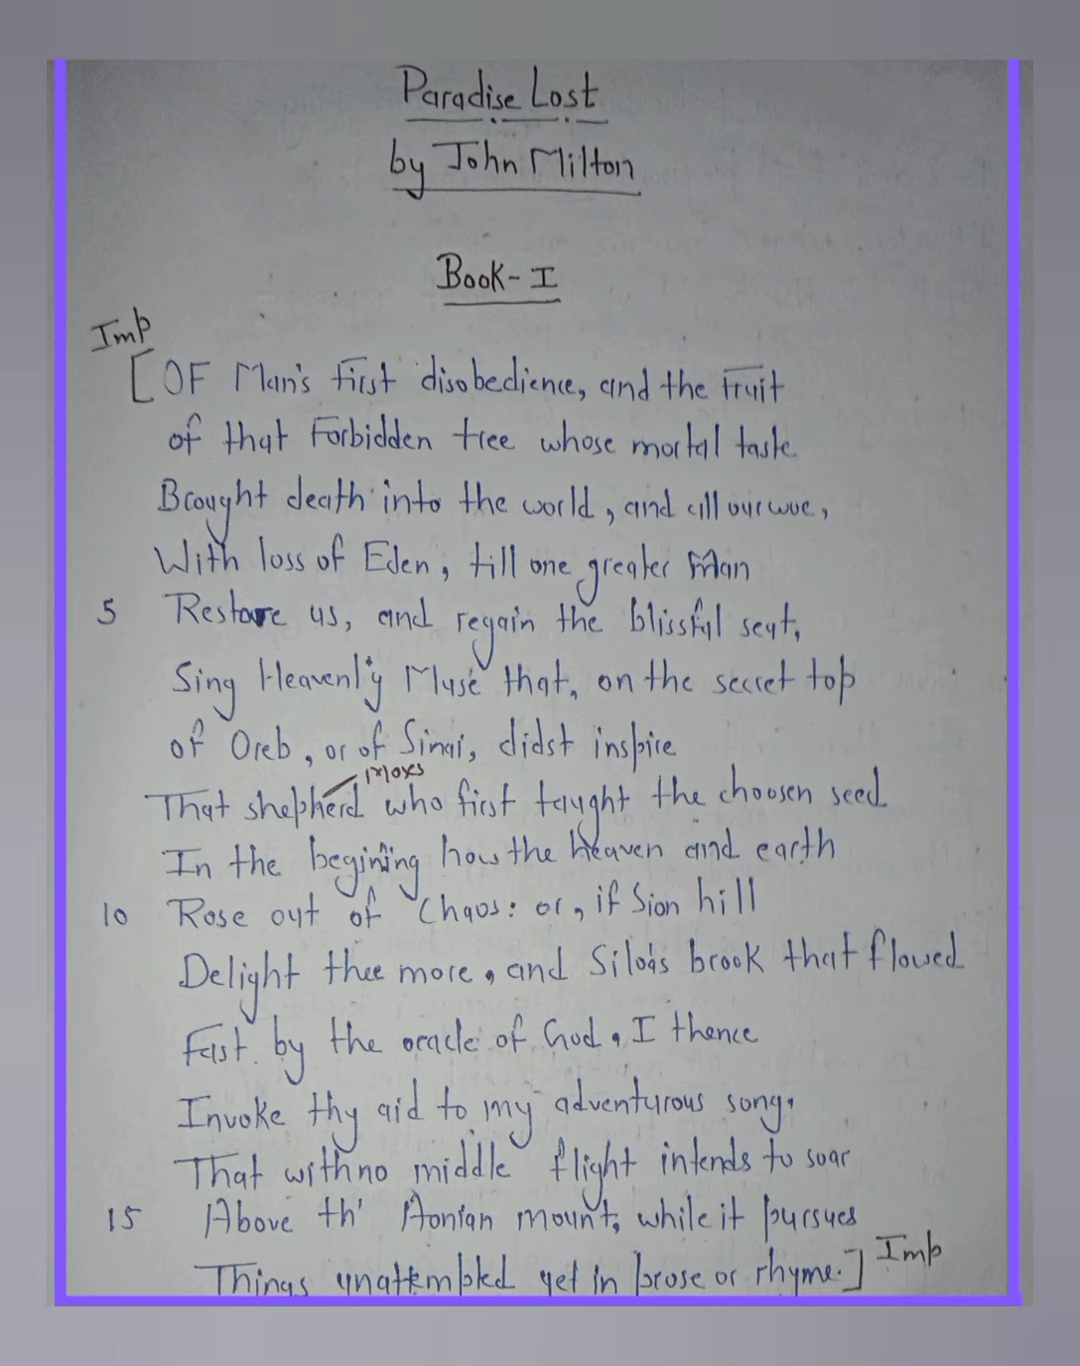 Paradise Lost
by John Milton
Book - I
Imp
[OF Man's first disobedience, and the fruit
of that Forbidden tree whose mortal taste
Brought death into the world, and all our woe,
With loss of Eden, till one greater Man
5 Restore us, and regain the blissful seat,
Sing Heavenly Muse that, on the secret top
of Oreb, or of Sinai, didst inspire
Moxes
That shepherd who first taught the choosen seed
In the begining how the heaven and earth
10 Rose out of Chaos: or, if Sion hill
Delight thee more, and Siloa's brook that flowed
Fast by the oracle of God, I thence
Invoke thy aid to my adventurous song,
That with no middle flight intends to soar
15 Above th' Aonian mount, while it pursues
Things unattempted yet in prose or rhyme.] Imp